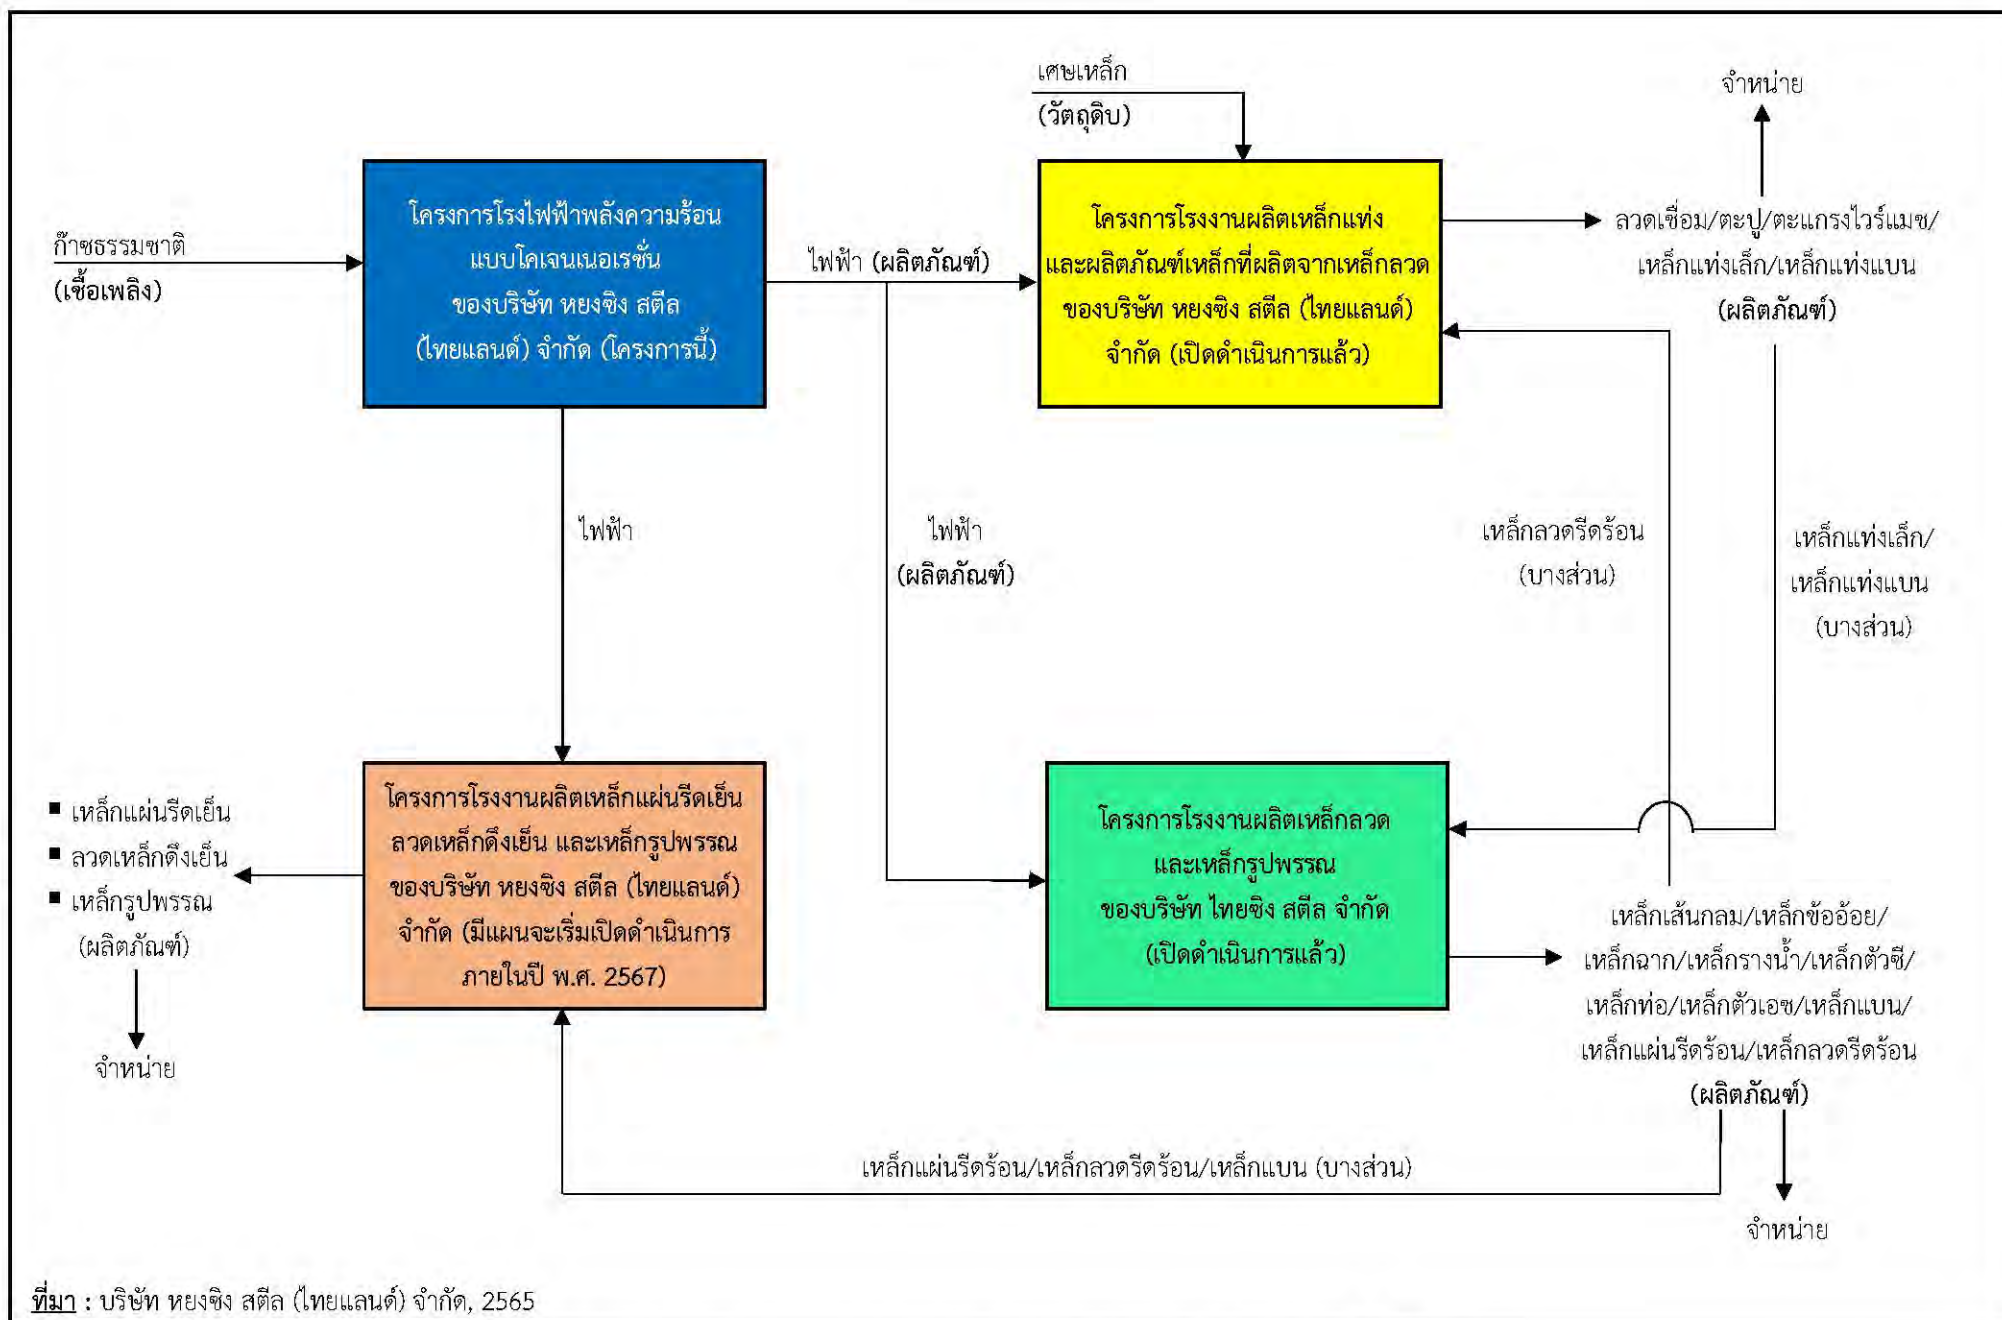 เศษเหล็ก
(วัตถุดิบ)
จำหน่าย
ก๊าซธรรมชาติ
(เชื้อเพลิง)
โครงการโรงไฟฟ้าพลังความร้อน
แบบโคเจนเนอเรชั่น
ของบริษัท หยงซิง สตีล
(ไทยแลนด์) จำกัด (โครงการนี้)
ไฟฟ้า (ผลิตภัณฑ์)
โครงการโรงงานผลิตเหล็กแท่ง
และผลิตภัณฑ์เหล็กที่ผลิตจากเหล็กลวด
ของบริษัท หยงซิง สตีล (ไทยแลนด์)
จำกัด (เปิดดำเนินการแล้ว)
ลวดเชื่อม/ตะปู/ตะแกรงไวร์แมช/
เหล็กแท่งเล็ก/เหล็กแท่งแบน
(ผลิตภัณฑ์)
ไฟฟ้า
ไฟฟ้า
(ผลิตภัณฑ์)
เหล็กลวดรีดร้อน
(บางส่วน)
เหล็กแท่งเล็ก/
เหล็กแท่งแบน
(บางส่วน)
▪ เหล็กแผ่นรีดเย็น
▪ ลวดเหล็กดึงเย็น
▪ เหล็กรูปพรรณ
(ผลิตภัณฑ์)
จำหน่าย
โครงการโรงงานผลิตเหล็กแผ่นรีดเย็น
ลวดเหล็กดึงเย็น และเหล็กรูปพรรณ
ของบริษัท หยงซิง สตีล (ไทยแลนด์)
จำกัด (มีแผนจะเริ่มเปิดดำเนินการ
ภายในปี พ.ศ. 2567)
โครงการโรงงานผลิตเหล็กลวด
และเหล็กรูปพรรณ
ของบริษัท ไทยซิง สตีล จำกัด
(เปิดดำเนินการแล้ว)
เหล็กเส้นกลม/เหล็กข้ออ้อย/
เหล็กฉาก/เหล็กรางน้ำ/เหล็กตัวซี/
เหล็กท่อ/เหล็กตัวเอช/เหล็กแบน/
เหล็กแผ่นรีดร้อน/เหล็กลวดรีดร้อน
(ผลิตภัณฑ์)
เหล็กแผ่นรีดร้อน/เหล็กลวดรีดร้อน/เหล็กแบน (บางส่วน)
จำหน่าย
ที่มา : บริษัท หยงซิง สตีล (ไทยแลนด์) จำกัด, 2565